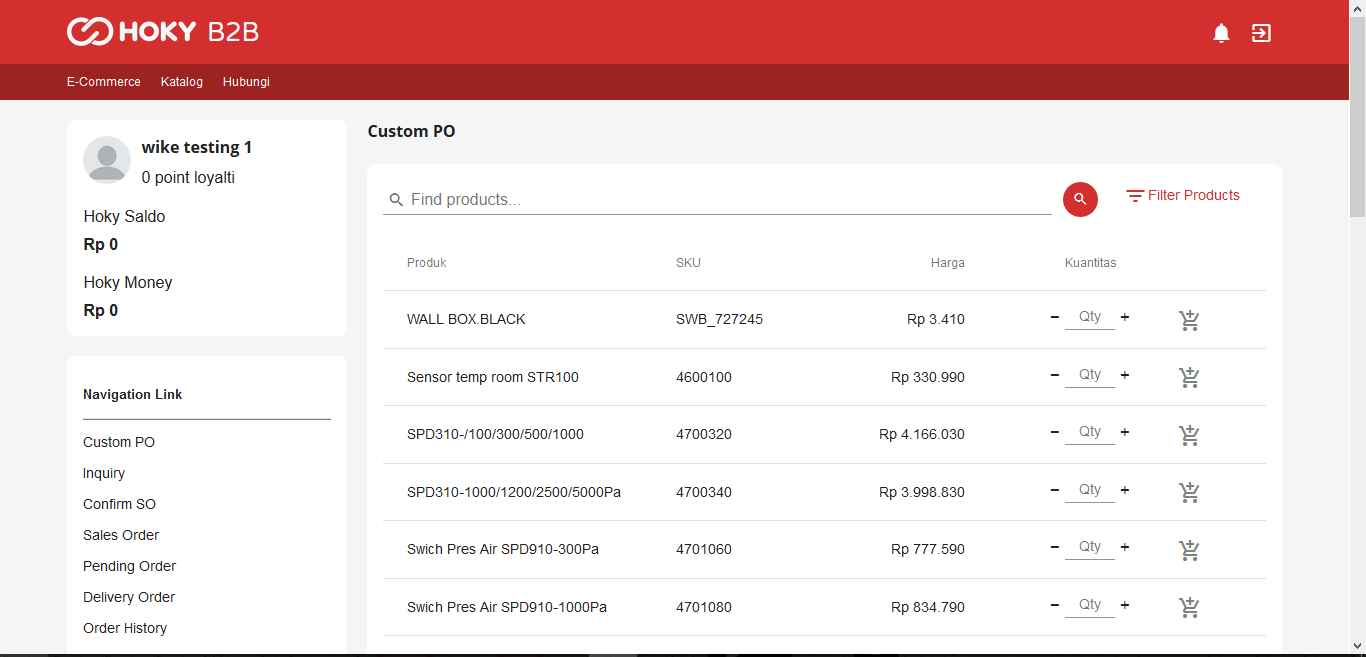 HOKY B2B
E-Commerce Katalog Hubungi
wike testing 1
0 point loyalti
Hoky Saldo
Rp 0
Hoky Money
Rp 0
Navigation Link
Custom PO
Inquiry
Confirm SO
Sales Order
Pending Order
Delivery Order
Order History
Custom PO
Find products... Filter Products
Produk SKU Harga Kuantitas
WALL BOX.BLACK SWB_727245 Rp 3.410 − Qty +
Sensor temp room STR100 4600100 Rp 330.990 − Qty +
SPD310-/100/300/500/1000 4700320 Rp 4.166.030 − Qty +
SPD310-1000/1200/2500/5000Pa 4700340 Rp 3.998.830 − Qty +
Swich Pres Air SPD910-300Pa 4701060 Rp 777.590 − Qty +
Swich Pres Air SPD910-1000Pa 4701080 Rp 834.790 − Qty +